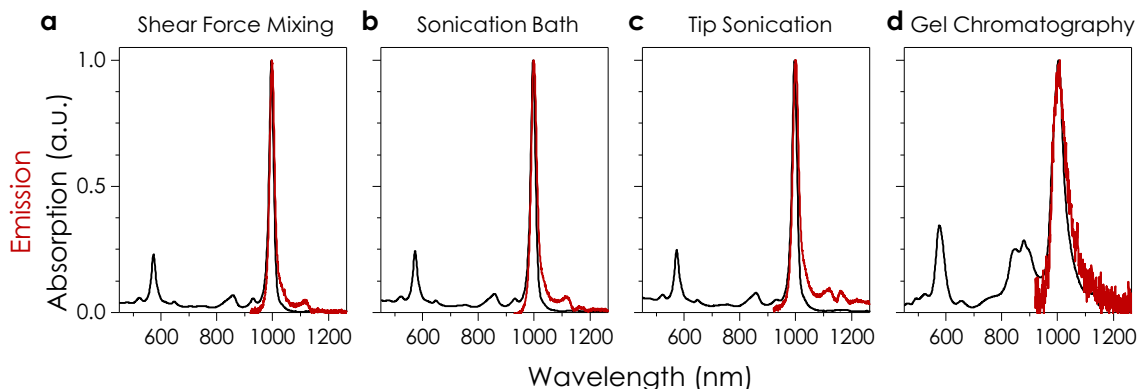 a Shear Force Mixing b Sonication Bath c Tip Sonication d Gel Chromatography
Emission
Absorption (a.u.)
1.0
0.5
0.0
600 800 1000 1200 600 800 1000 1200 600 800 1000 1200 600 800 1000 1200
Wavelength (nm)